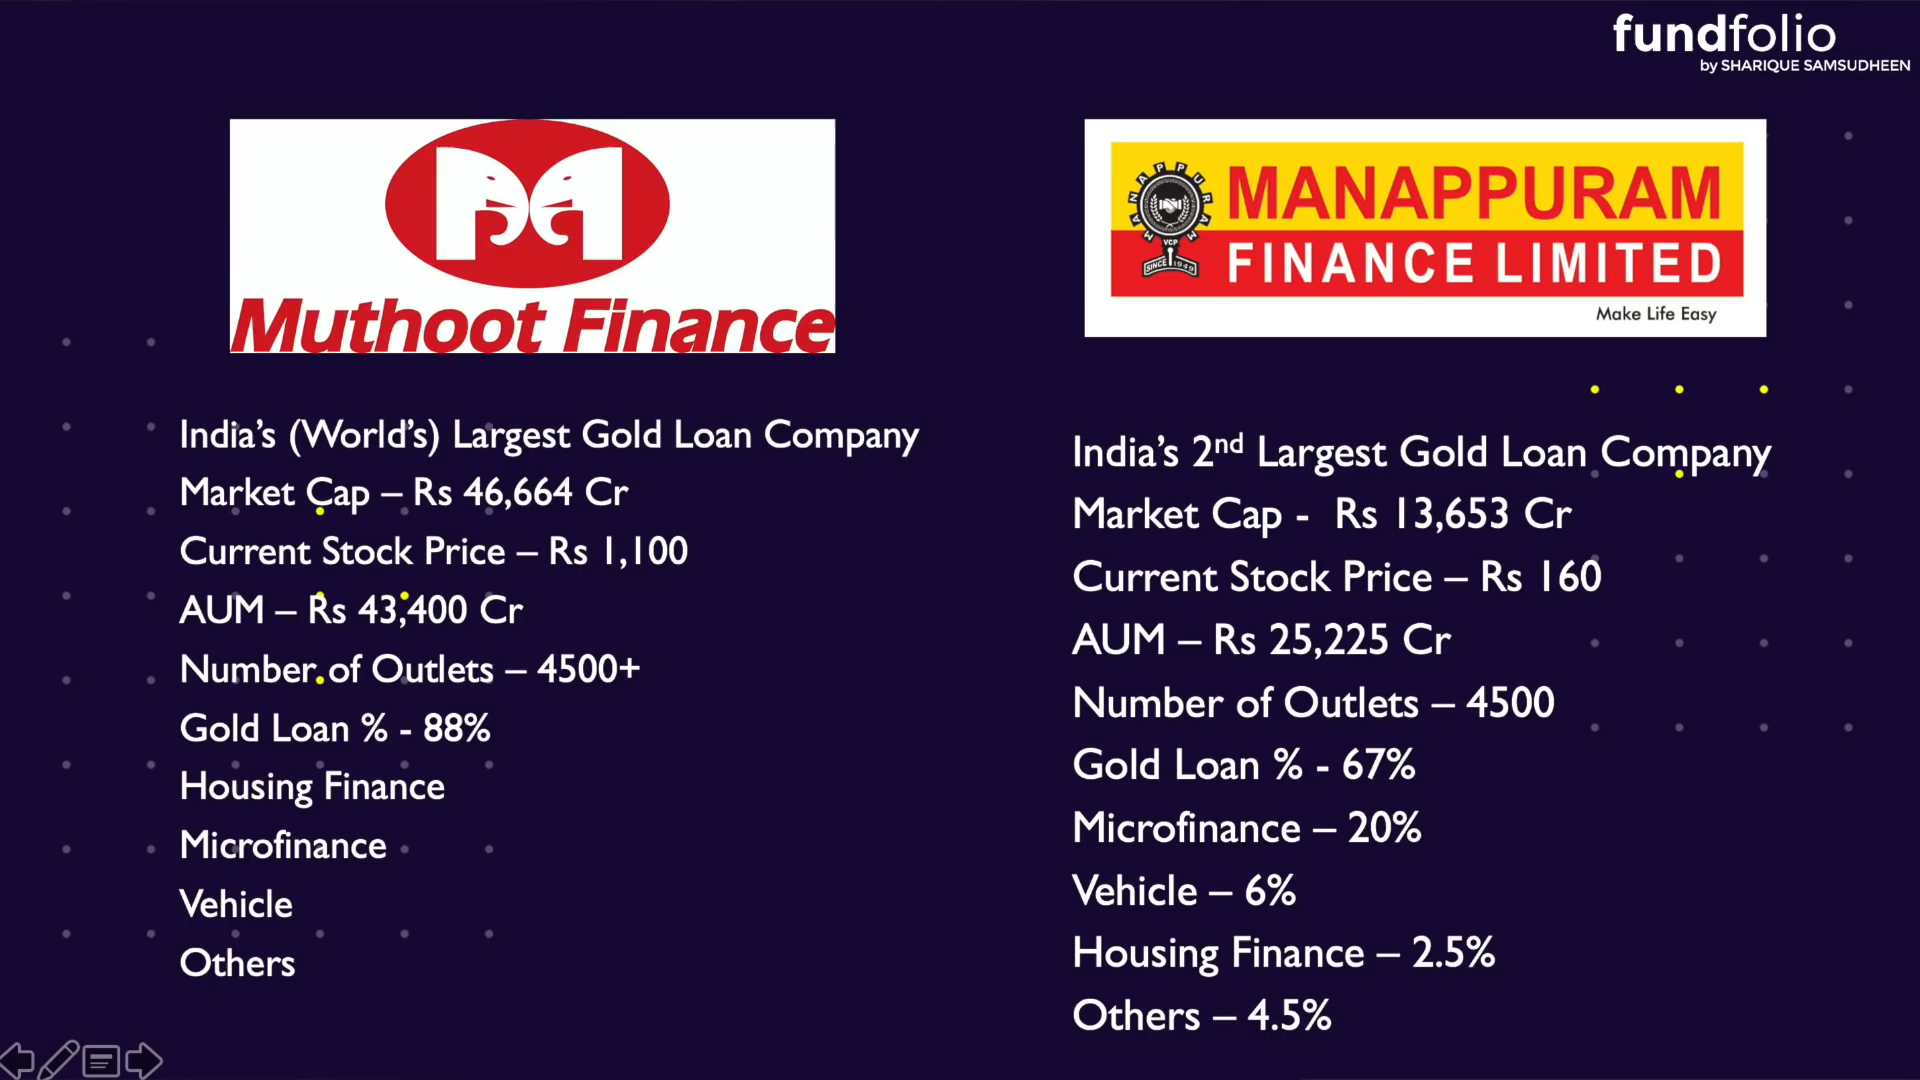 fundfolio
by SHARIQUE SAMSUDHEEN
Muthoot Finance
India's (World's) Largest Gold Loan Company
Market Cap – Rs 46,664 Cr
Current Stock Price – Rs 1,100
AUM – Rs 43,400 Cr
Number of Outlets – 4500+
Gold Loan % - 88%
Housing Finance
Microfinance
Vehicle
Others
MANAPPURAM
VCP
SINCE 1949
MANAPPURAM
FINANCE LIMITED
Make Life Easy
India's 2nd Largest Gold Loan Company
Market Cap - Rs 13,653 Cr
Current Stock Price – Rs 160
AUM – Rs 25,225 Cr
Number of Outlets – 4500
Gold Loan % - 67%
Microfinance – 20%
Vehicle – 6%
Housing Finance – 2.5%
Others – 4.5%